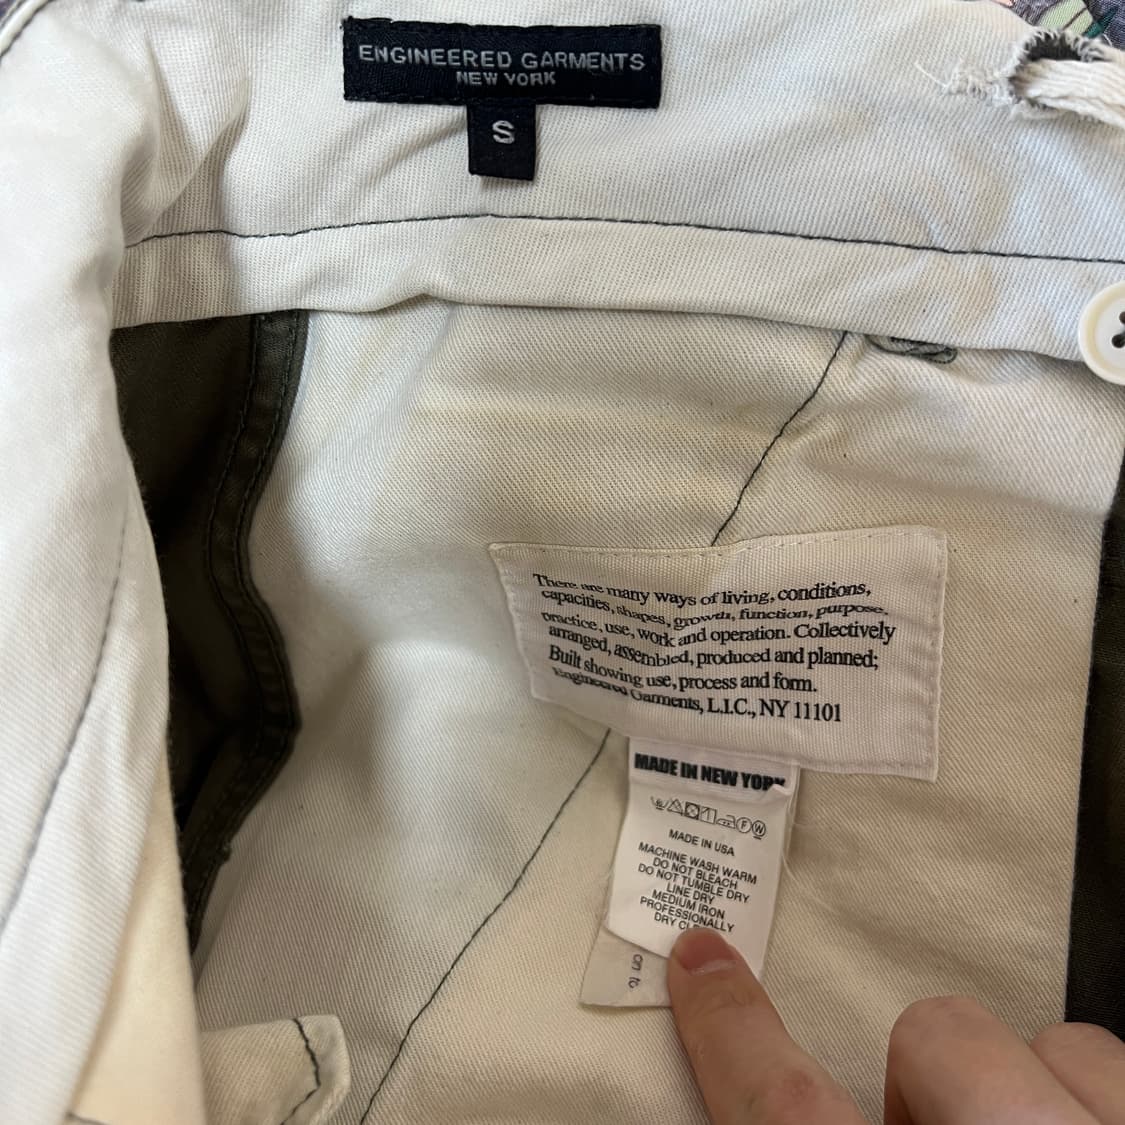 ENGINEERED GARMENTS
NEW YORK
S
There are many ways of living, conditions,
capacities, shapes, growth, function, purpose,
practice, use, work and operation. Collectively
arranged, assembled, produced and planned;
Built showing use, process and form.
Engineered Garments, L.I.C., NY 11101
MADE IN NEW YORK
MADE IN USA
MACHINE WASH WARM
DO NOT BLEACH
DO NOT TUMBLE DRY
LINE DRY
MEDIUM IRON
PROFESSIONALLY
DRY